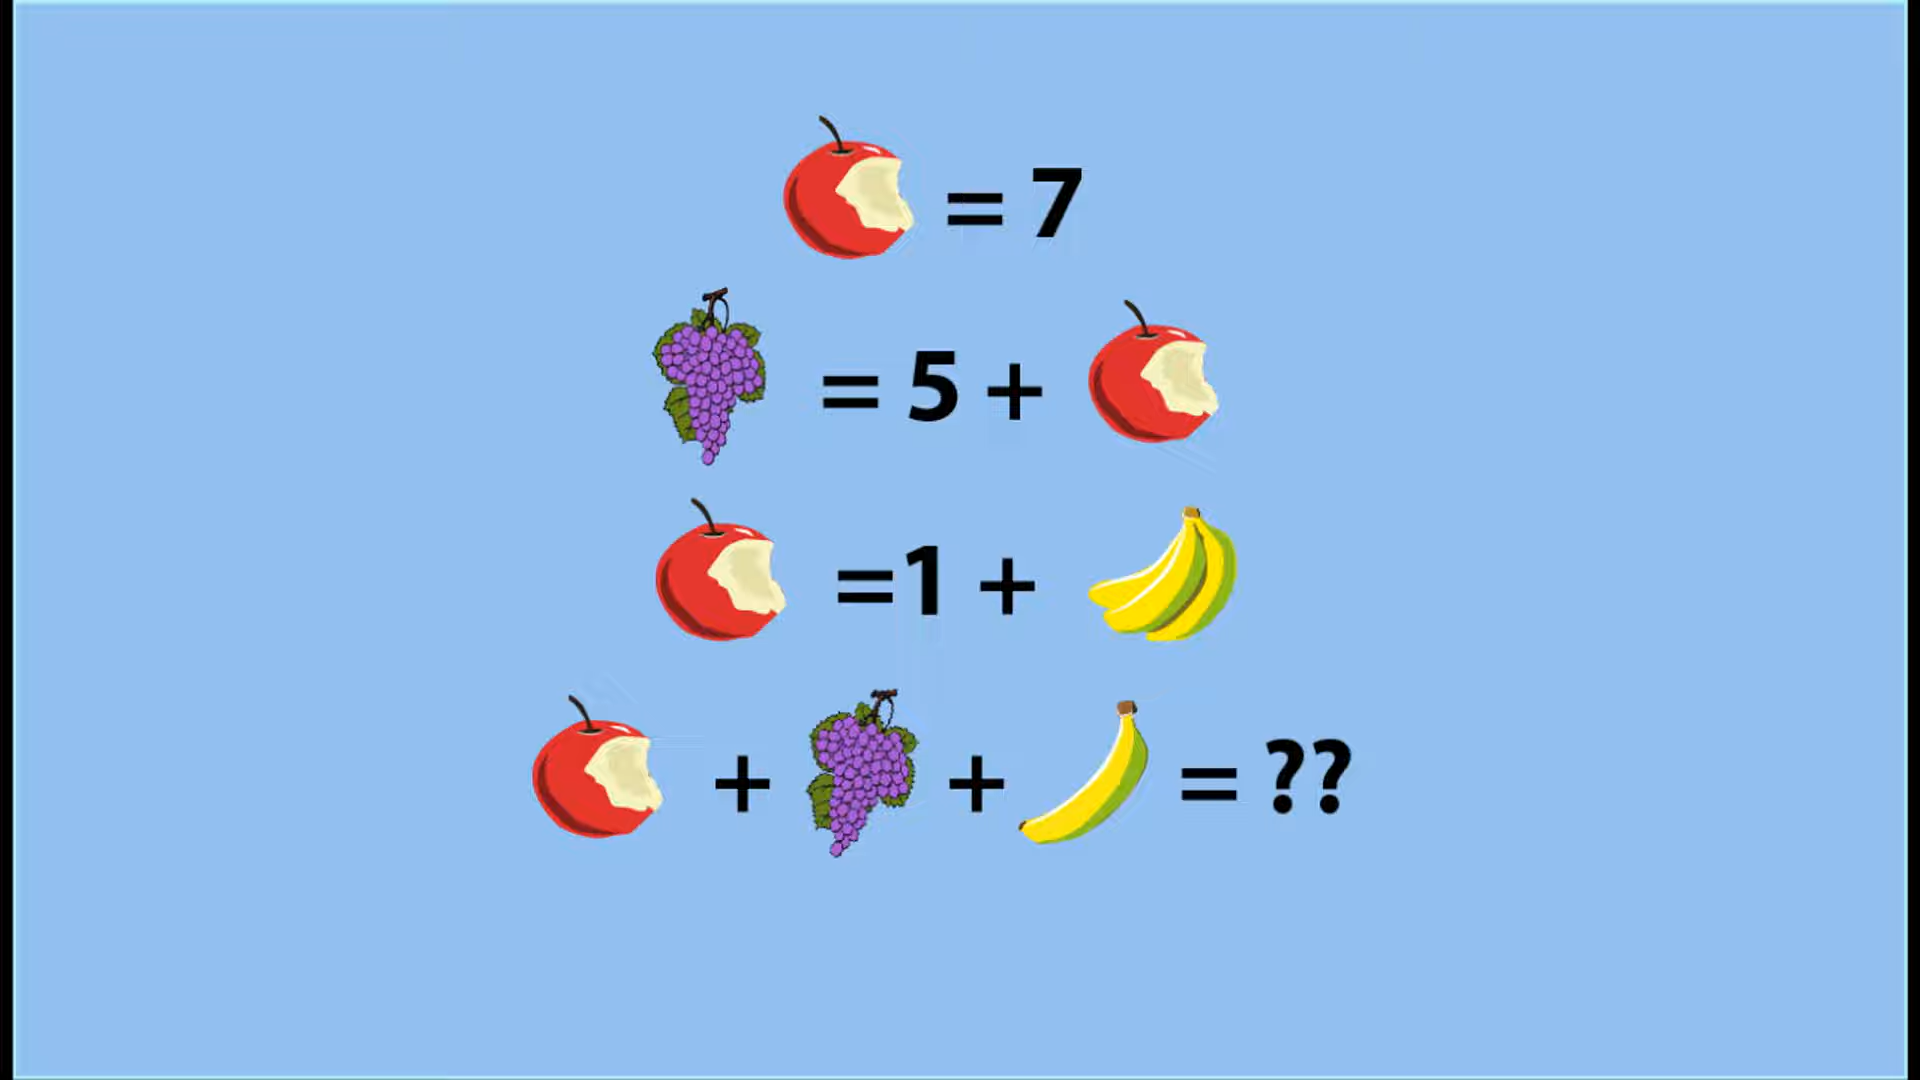 = 7
= 5 +
=1 +
+ + = ??